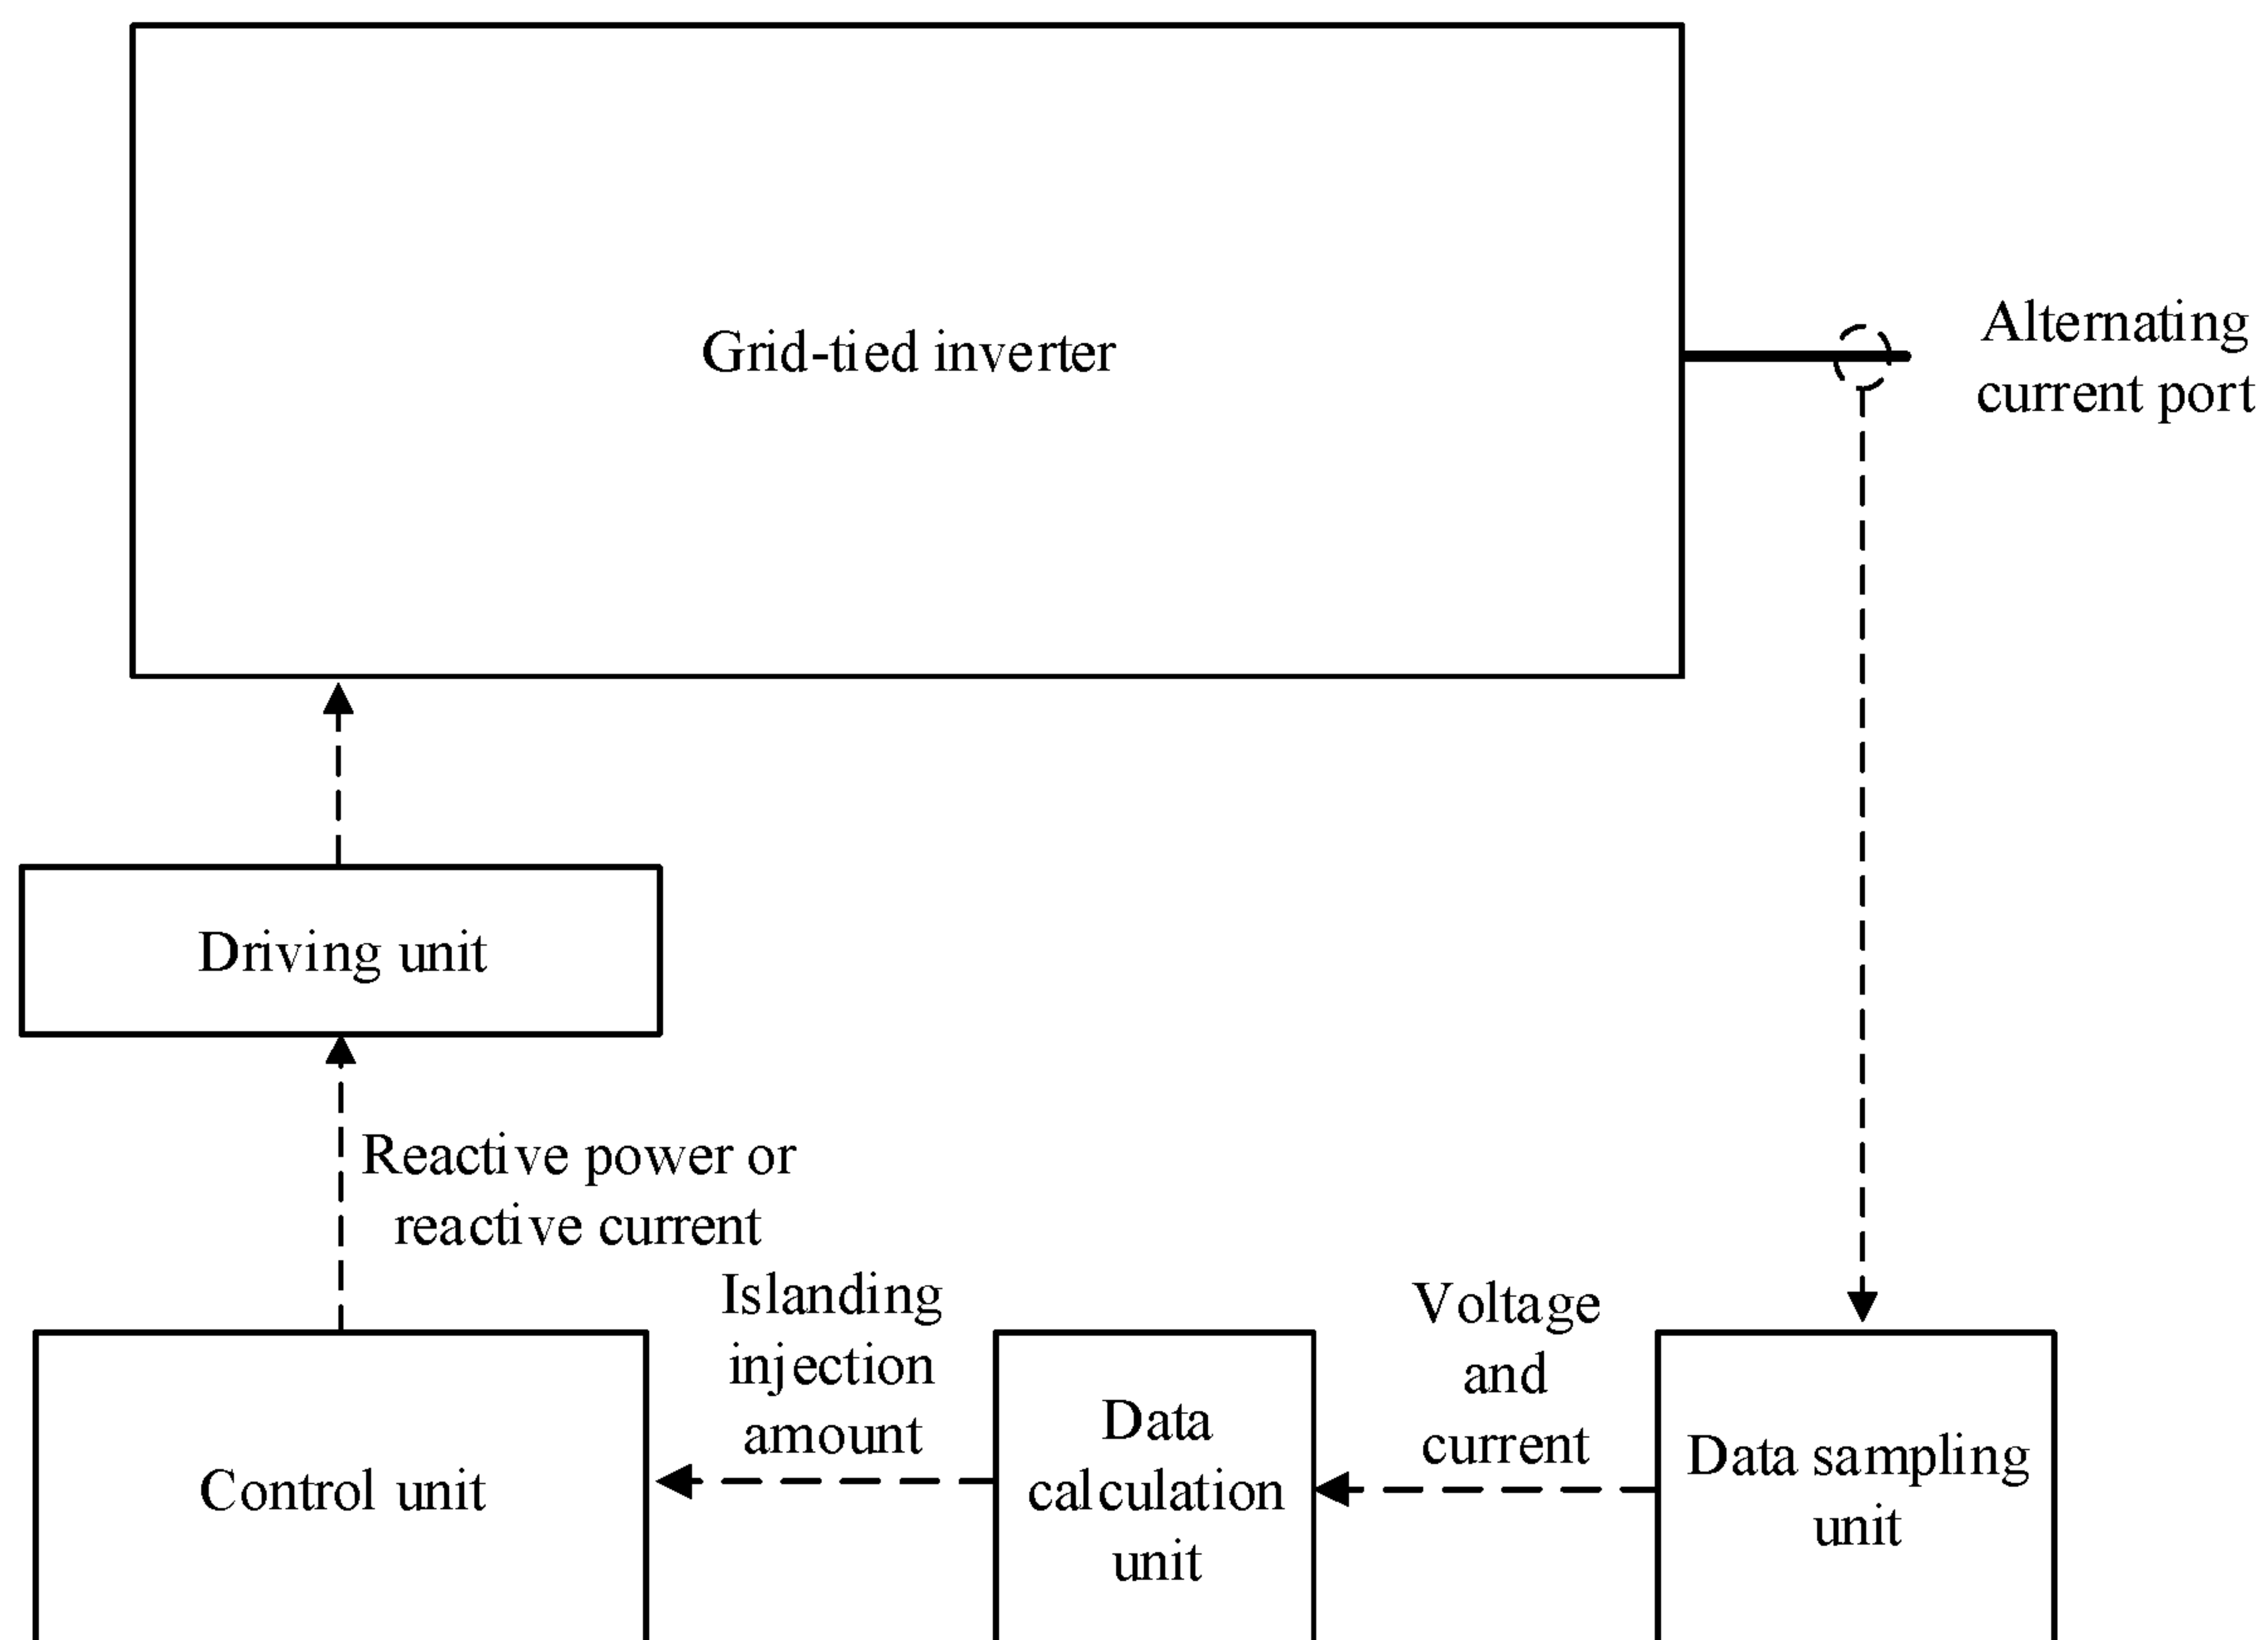 Grid-tied inverter
Alternating
current port
Driving unit
Reactive power or
reactive current
Islanding
injection
amount
Voltage
and
current
Control unit
Data
calculation
unit
Data sampling
unit